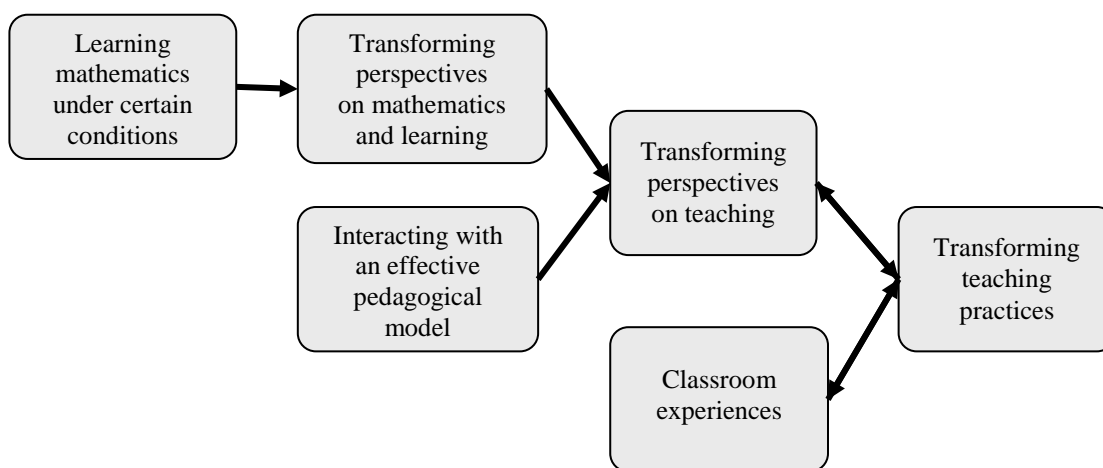 Learning
mathematics
under certain
conditions
Transforming
perspectives
on mathematics
and learning
Interacting with
an effective
pedagogical
model
Transforming
perspectives
on teaching
Classroom
experiences
Transforming
teaching
practices